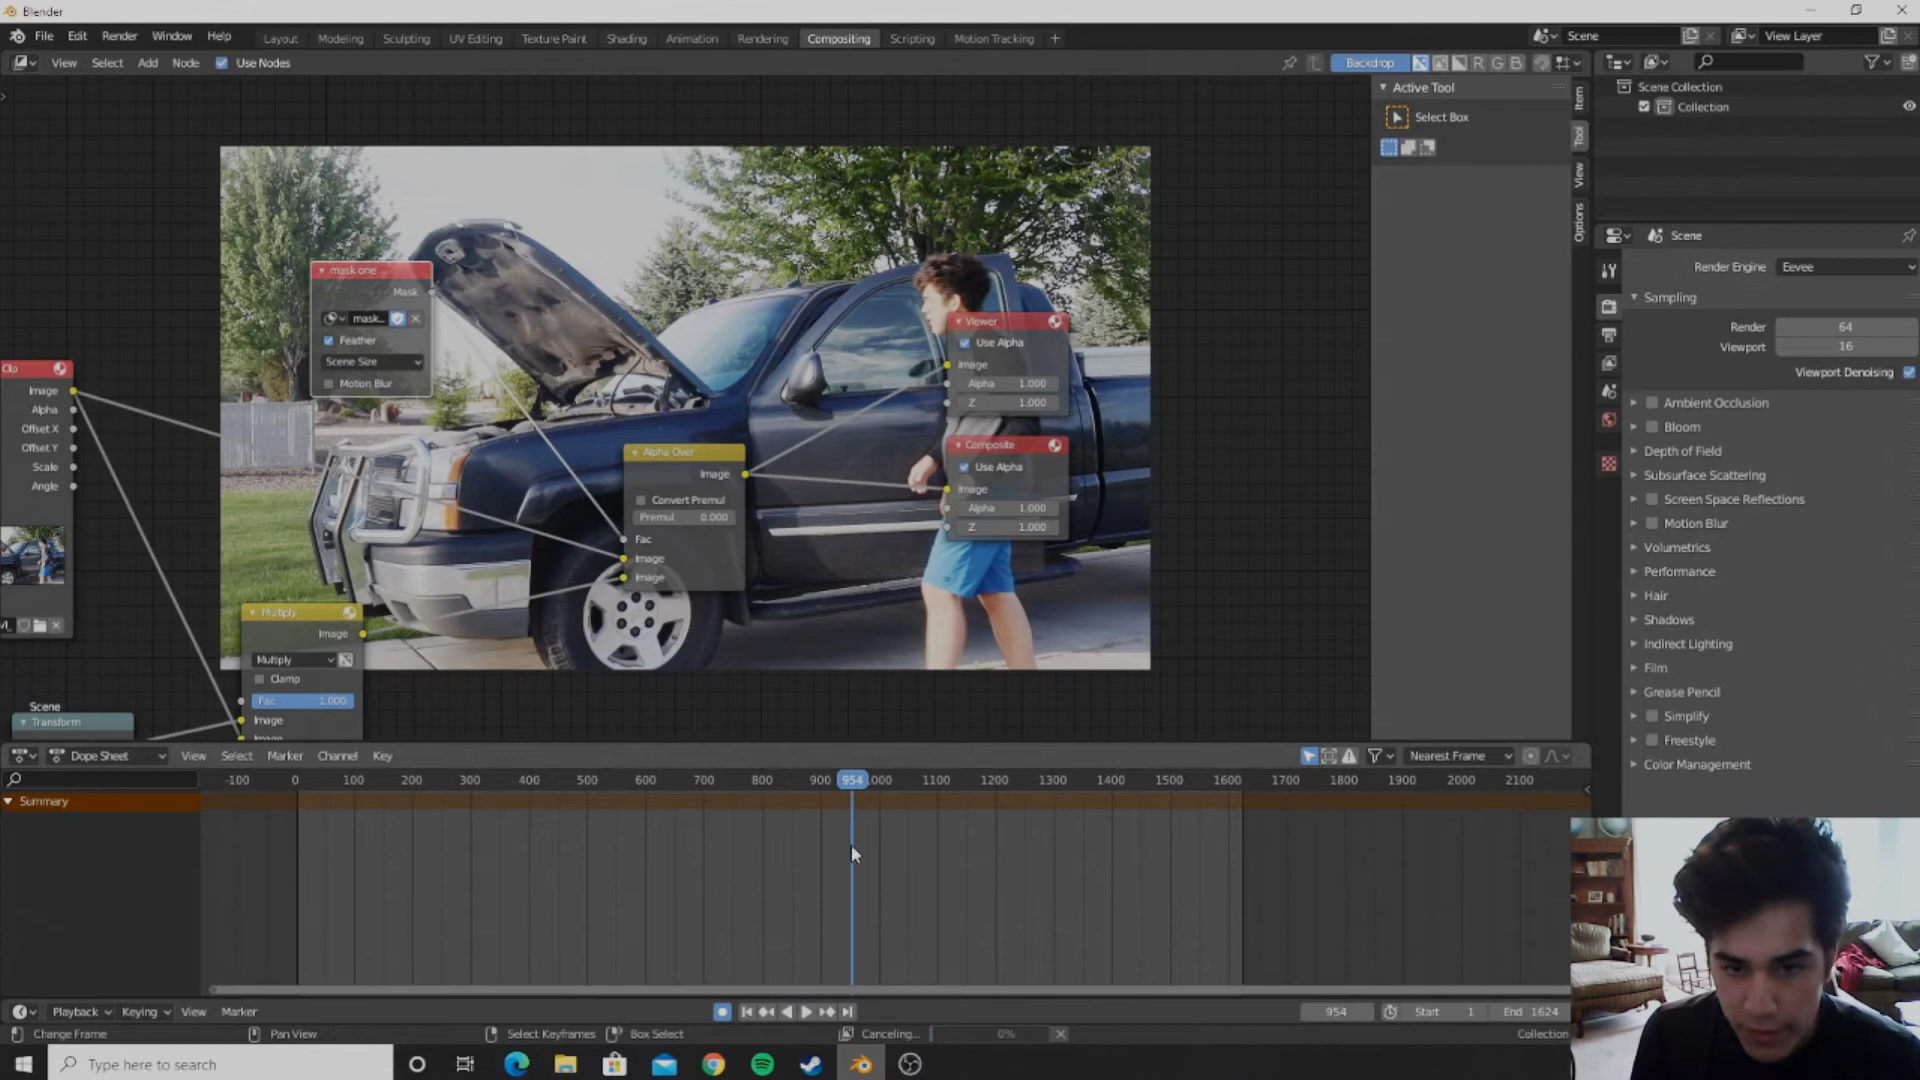 Blender
File Edit Render Window Help Layout Modeling Sculpting UV Editing Texture Paint Shading Animation Rendering Compositing Scripting Motion Tracking + Scene View Layer
View Select Add Node Use Nodes Backdrop R G B
Active Tool
Select Box
Item
Tool
View
Options
Scene Collection
Collection
Scene
Render Engine Eevee
Sampling
Render 64
Viewport 16
Viewport Denoising
Ambient Occlusion
Bloom
Depth of Field
Subsurface Scattering
Screen Space Reflections
Motion Blur
Volumetrics
Performance
Hair
Shadows
Indirect Lighting
Film
Grease Pencil
Simplify
Freestyle
Color Management
mask one
Mask
mask...
Feather
Scene Size
Motion Blur
Clip
Image
Alpha
Offset X
Offset Y
Scale
Angle
Viewer
Use Alpha
Image
Alpha 1.000
Z 1.000
Composite
Use Alpha
Image
Alpha 1.000
Z 1.000
Alpha Over
Image
Convert Premul
Premul 0.000
Fac
Image
Image
Multiply
Image
Multiply
Clamp
Fac 1.000
Image
Scene
Transform
Dope Sheet View Select Marker Channel Key Nearest Frame
-100 0 100 200 300 400 500 600 700 800 900 954 1000 1100 1200 1300 1400 1500 1600 1700 1800 1900 2000 2100
Summary
Playback Keying View Marker 954 Start 1 End 1624
Change Frame Pan View Select Keyframes Box Select Canceling... 0% Collection
Type here to search